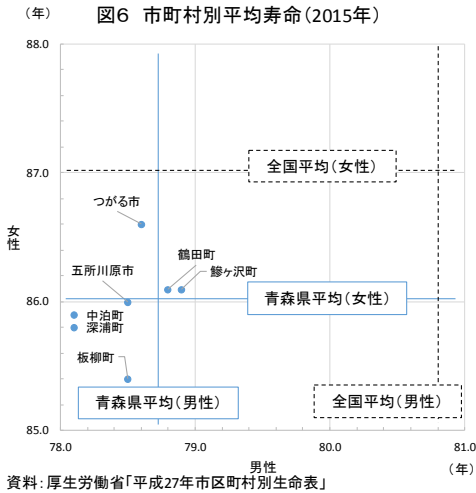 図6 市町村別平均寿命(2015年)
(年)
88.0
87.0
86.0
85.0
女性
全国平均(女性)
つがる市
鶴田町
鰺ヶ沢町
五所川原市
青森県平均(女性)
中泊町
深浦町
板柳町
青森県平均(男性)
全国平均(男性)
78.0
79.0
80.0
81.0
男性
(年)
資料:厚生労働省「平成27年市区町村別生命表」